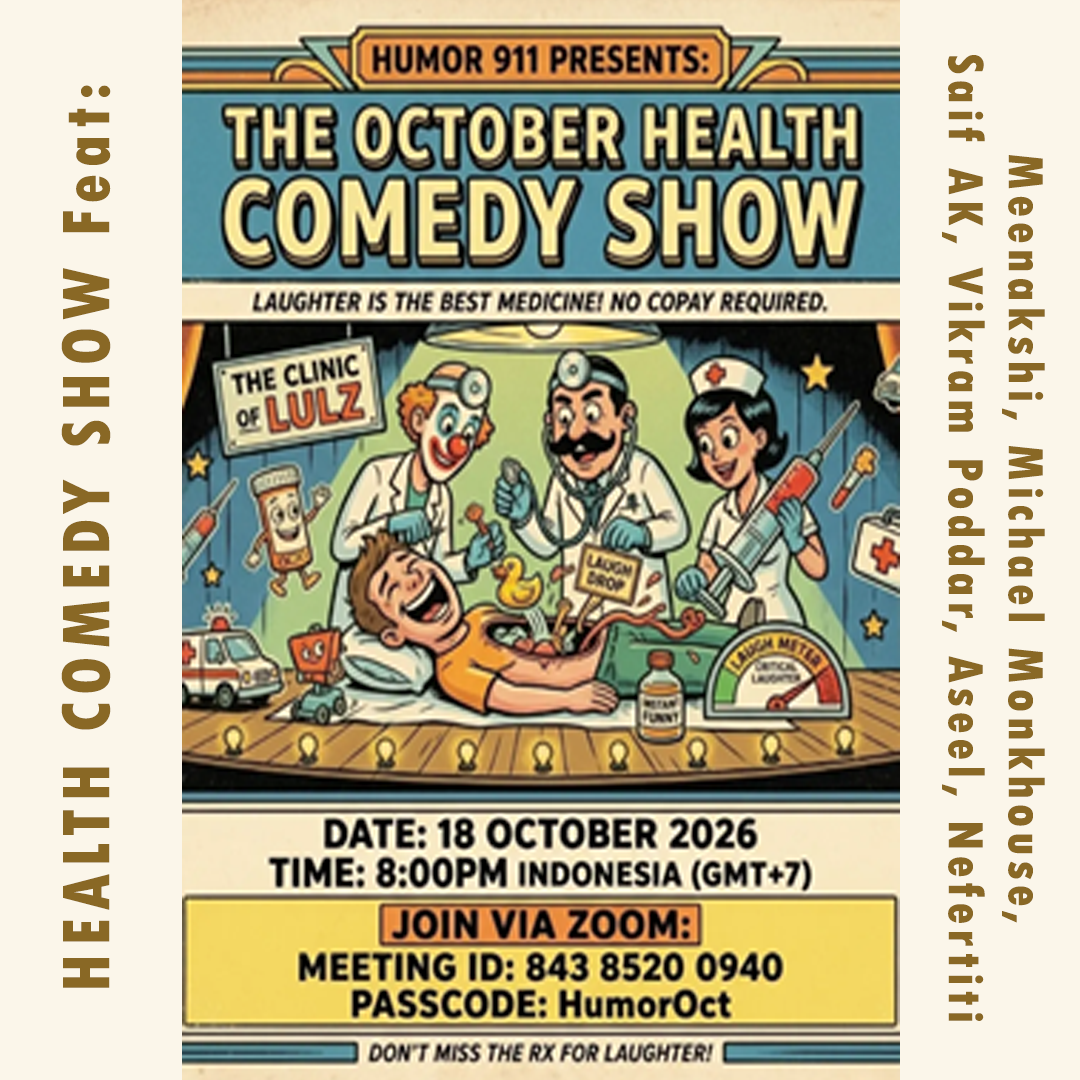 HEALTH COMEDY SHOW Feat:
HUMOR 911 PRESENTS:
THE OCTOBER HEALTH
COMEDY SHOW
LAUGHTER IS THE BEST MEDICINE! NO COPAY REQUIRED.
THE CLINIC
OF LULZ
LAUGH
DROP
LAUGH METER
CRITICAL
LAUGHTER
INSTANT
FUNNY
DATE: 18 OCTOBER 2026
TIME: 8:00PM INDONESIA (GMT+7)
JOIN VIA ZOOM:
MEETING ID: 843 8520 0940
PASSCODE: HumorOct
DON'T MISS THE RX FOR LAUGHTER!
Meenakshi, Michael Monkhouse,
Saif AK, Vikram Poddar, Aseel, Nefertiti